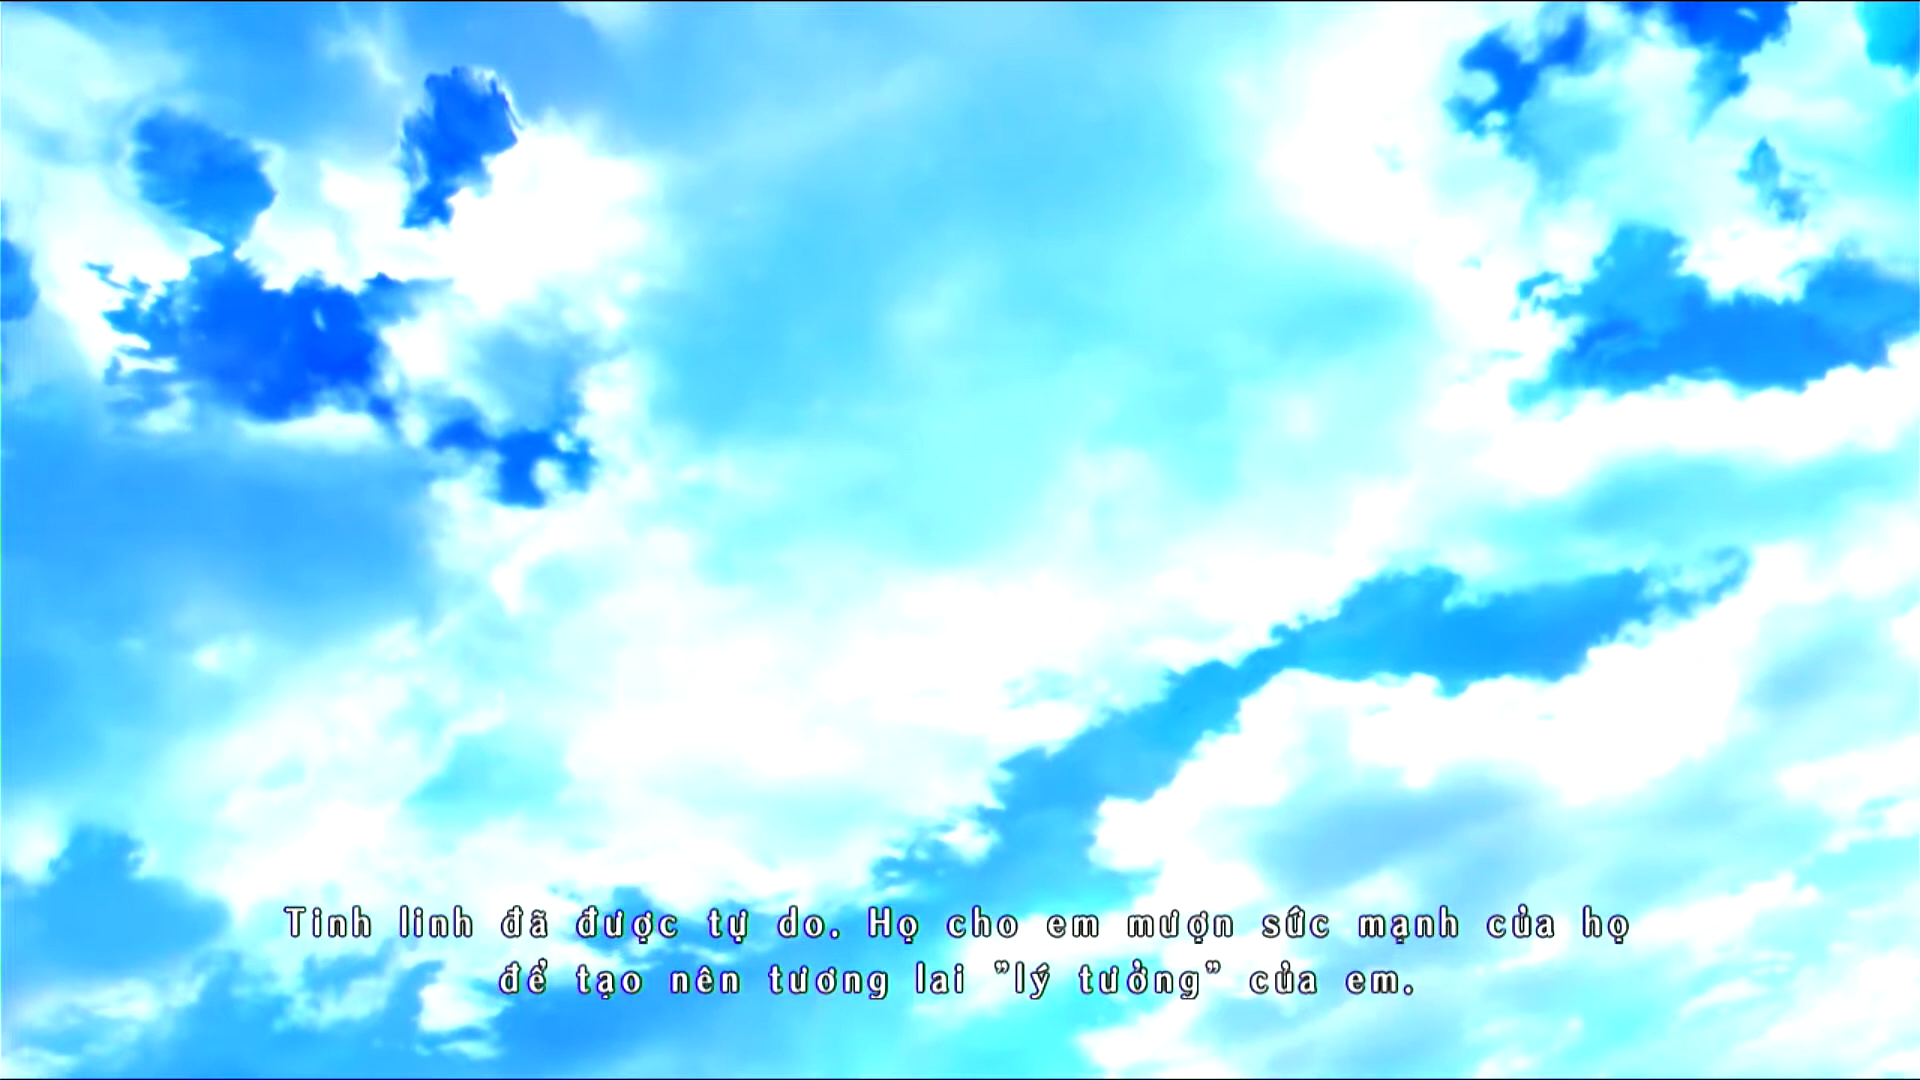 Tinh linh đã được tự do. Họ cho em mượn sức mạnh của họ
để tạo nên tương lai "lý tưởng" của em.